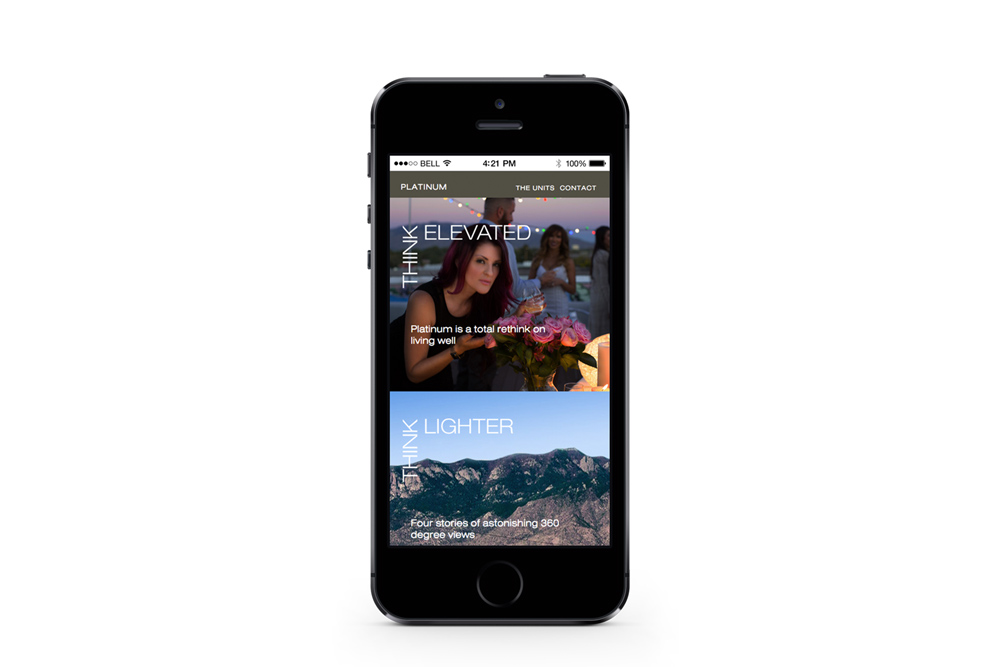 BELL 4:21 PM 100%
PLATINUM THE UNITS CONTACT
THINK ELEVATED
Platinum is a total rethink on
living well
THINK LIGHTER
Four stories of astonishing 360
degree views